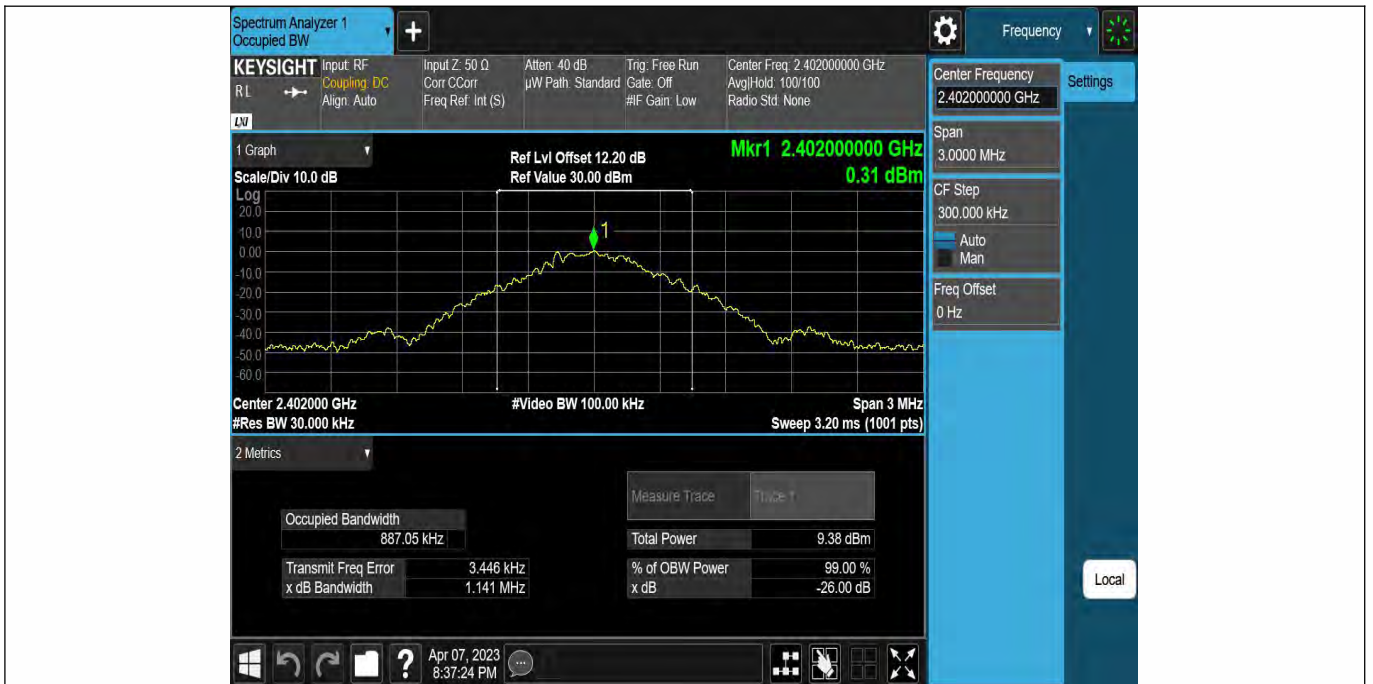 Spectrum Analyzer 1
Occupied BW
+
Frequency
KEYSIGHT
R L
LXI
Input: RF
Coupling: DC
Align: Auto
Input Z: 50 Ω
Corr CCorr
Freq Ref: Int (S)
Atten: 40 dB
µW Path: Standard
Trig: Free Run
Gate: Off
#IF Gain: Low
Center Freq: 2.402000000 GHz
Avg|Hold: 100/100
Radio Std: None
Center Frequency
2.402000000 GHz
Settings
Span
3.0000 MHz
CF Step
300.000 kHz
Auto
Man
Freq Offset
0 Hz
Local
1 Graph
Scale/Div 10.0 dB
Ref Lvl Offset 12.20 dB
Ref Value 30.00 dBm
Mkr1 2.402000000 GHz
0.31 dBm
Log
20.0
10.0
0.00
-10.0
-20.0
-30.0
-40.0
-50.0
-60.0
1
Center 2.402000 GHz
#Video BW 100.00 kHz
Span 3 MHz
#Res BW 30.000 kHz
Sweep 3.20 ms (1001 pts)
2 Metrics
Measure Trace
Trace 1
Occupied Bandwidth
887.05 kHz
Total Power
9.38 dBm
Transmit Freq Error
3.446 kHz
% of OBW Power
99.00 %
x dB Bandwidth
1.141 MHz
x dB
-26.00 dB
?
Apr 07, 2023
8:37:24 PM